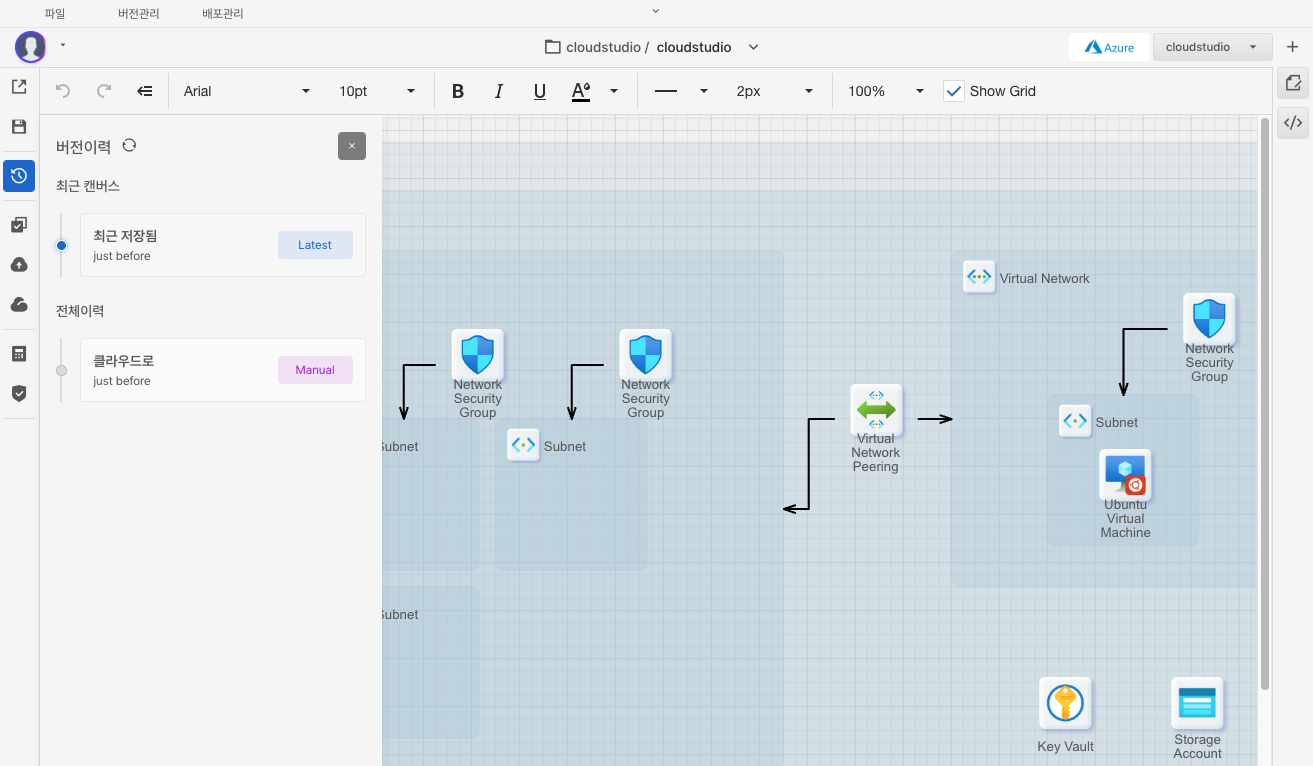 파일 버전관리 배포관리
cloudstudio / cloudstudio
Azure cloudstudio
Arial 10pt B I U A 2px 100% Show Grid
버전이력
최근 캔버스
최근 저장됨
just before
Latest
전체이력
클라우드로
just before
Manual
Virtual Network
Network
Security
Group
Network
Security
Group
Network
Security
Group
Subnet
Subnet
Subnet
Virtual
Network
Peering
Ubuntu
Virtual
Machine
Subnet
Key Vault
Storage
Account